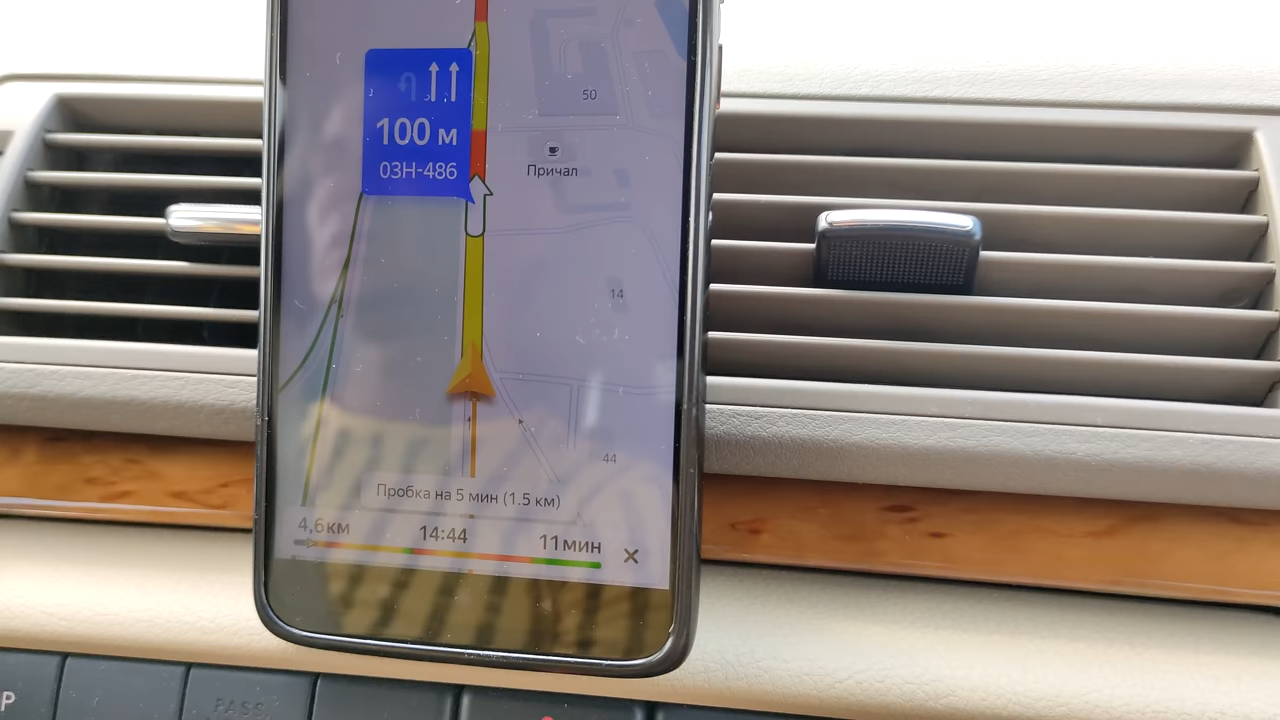 50
100 м
03Н-486
Причал
14
44
Пробка на 5 мин (1.5 км)
4,6км 14:44 11мин
P
PASS